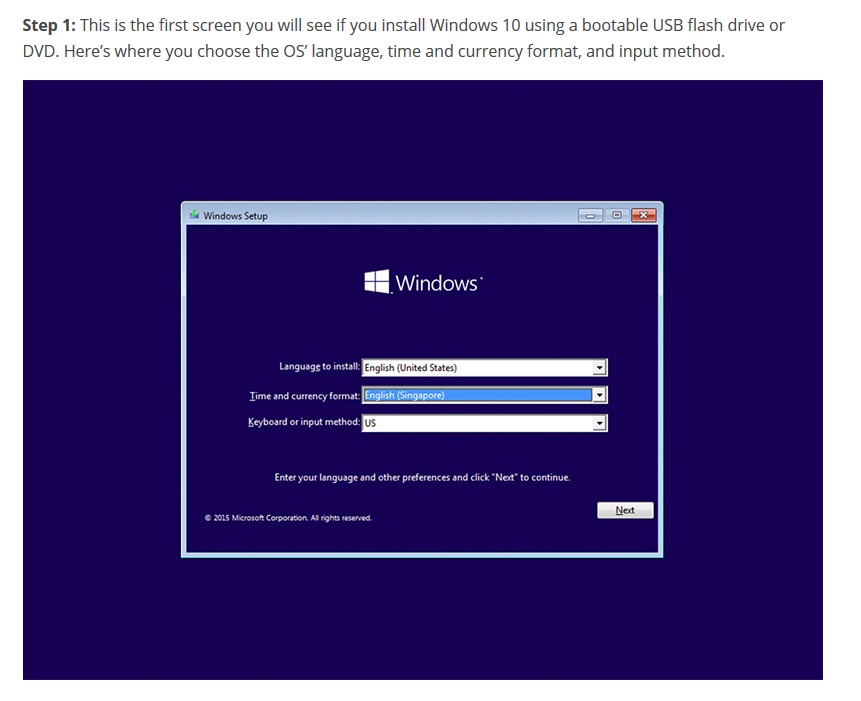 Step 1: This is the first screen you will see if you install Windows 10 using a bootable USB flash drive or
DVD. Here’s where you choose the OS’ language, time and currency format, and input method.
Windows Setup
Windows
Language to install: English (United States)
Time and currency format: English (Singapore)
Keyboard or input method: US
Enter your language and other preferences and click "Next" to continue.
Next
© 2015 Microsoft Corporation. All rights reserved.